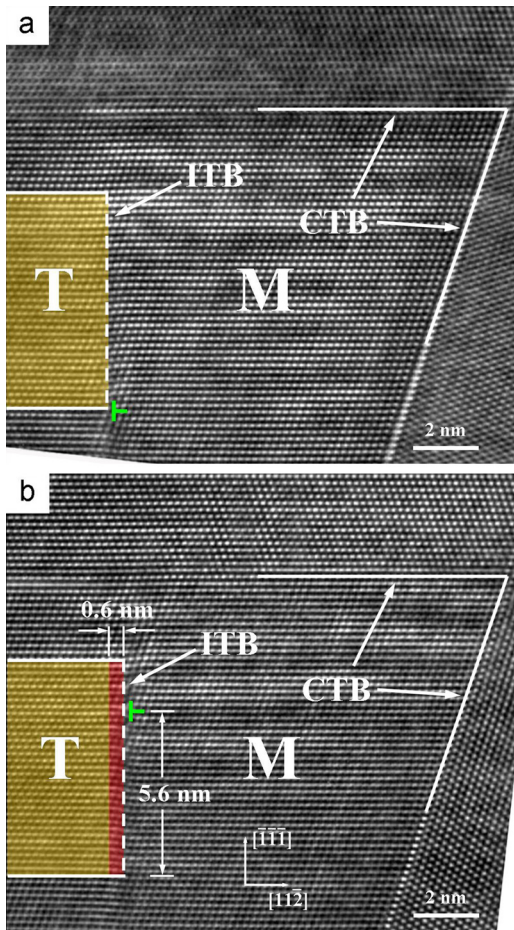 a
ITB
CTB
T
M
2 nm
b
0.6 nm
ITB
CTB
T
M
5.6 nm
[1̅1̅1̅]
[112̅]
2 nm